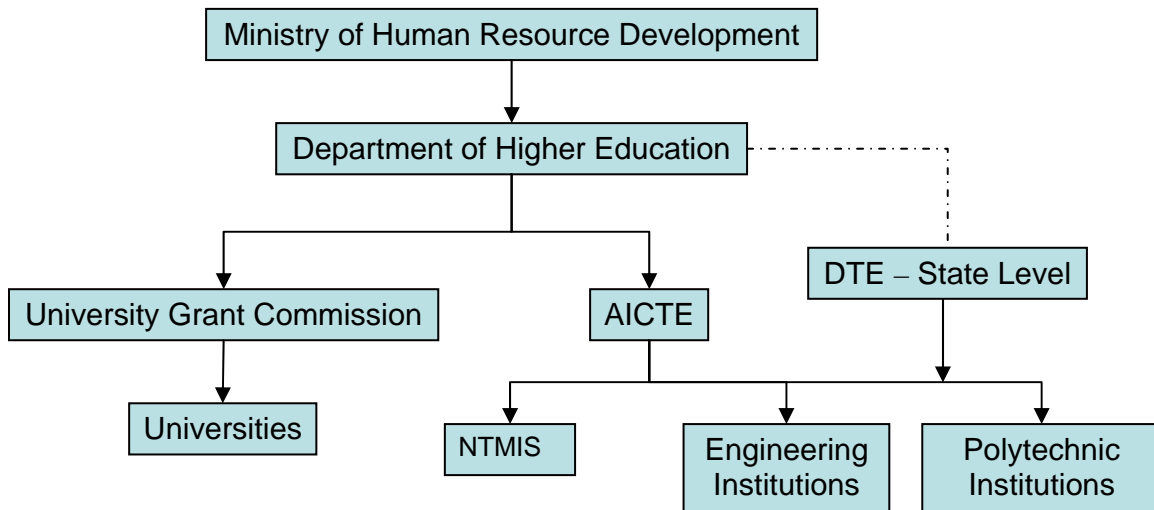 Ministry of Human Resource Development
Department of Higher Education
DTE – State Level
University Grant Commission
AICTE
Universities
NTMIS
Engineering
Institutions
Polytechnic
Institutions